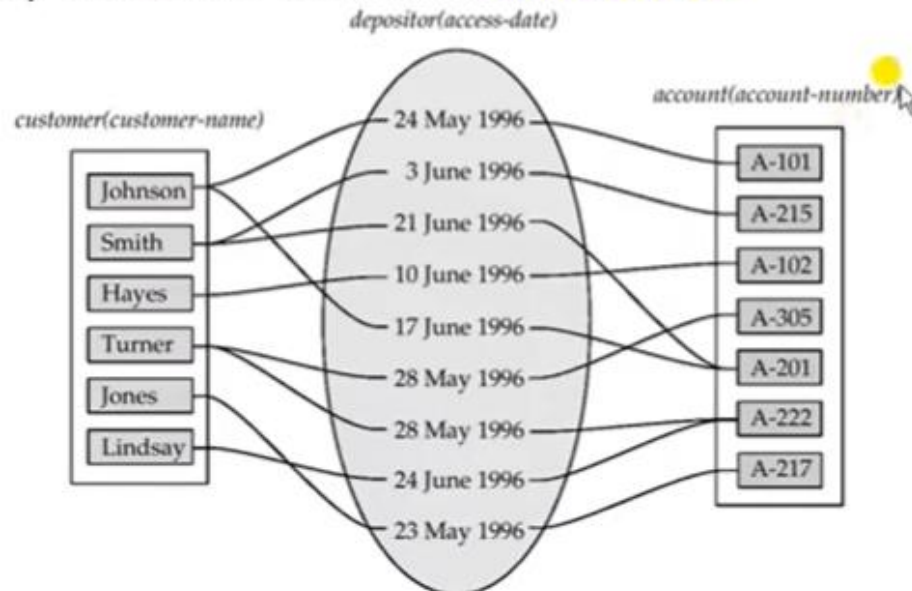 depositor(access-date)
account(account-number)
customer(customer-name)
Johnson
Smith
Hayes
Turner
Jones
Lindsay
24 May 1996
3 June 1996
21 June 1996
10 June 1996
17 June 1996
28 May 1996
28 May 1996
24 June 1996
23 May 1996
A-101
A-215
A-102
A-305
A-201
A-222
A-217